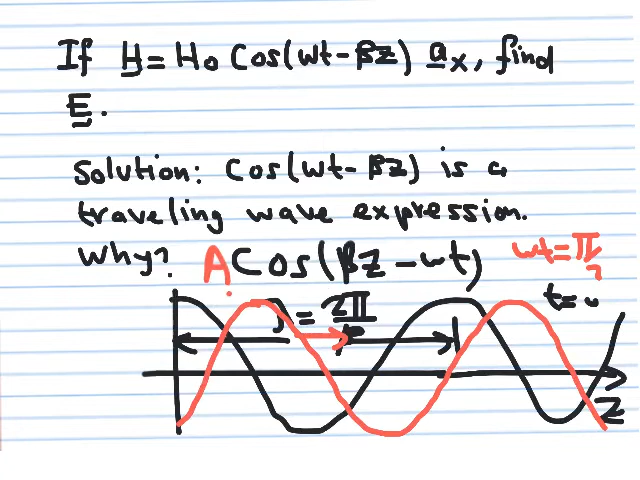 If H = Ho Cos(wt - βz) ax, find
E.
Solution: Cos(wt - βz) is a
traveling wave expression.
Why? A Cos(βz - wt) wt = π/2
t = 0
λ = 2π/β
z